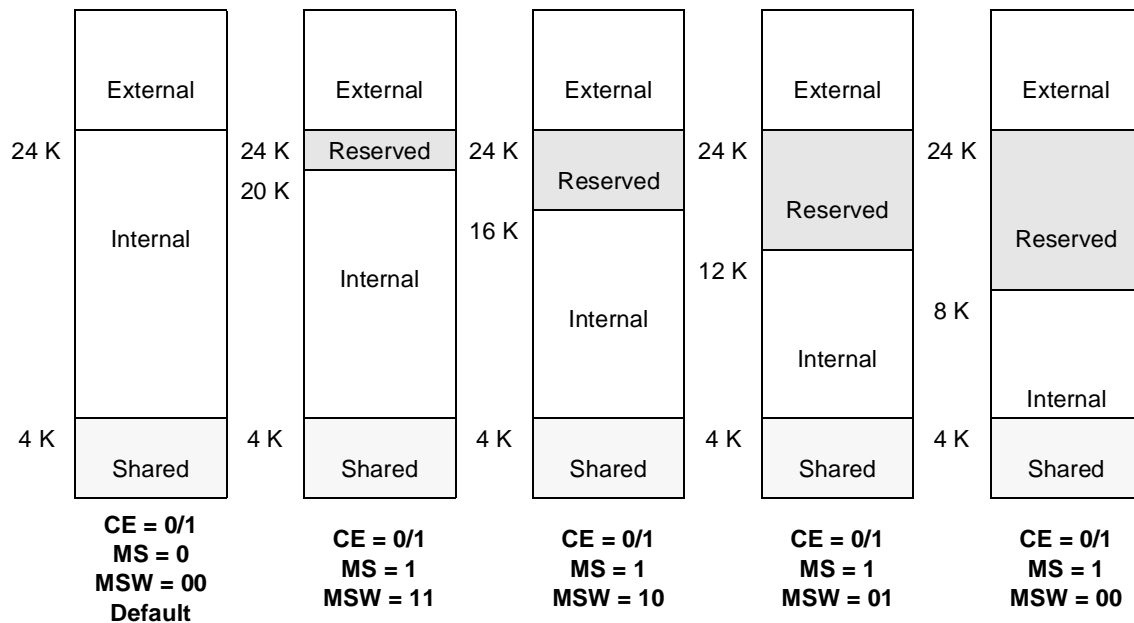 External
External
External
External
External
24 K
24 K
Reserved
24 K
24 K
24 K
20 K
Reserved
Reserved
Internal
16 K
Reserved
12 K
Internal
8 K
Internal
Internal
Internal
4 K
4 K
4 K
4 K
4 K
Shared
Shared
Shared
Shared
Shared
CE = 0/1
MS = 0
MSW = 00
Default
CE = 0/1
MS = 1
MSW = 11
CE = 0/1
MS = 1
MSW = 10
CE = 0/1
MS = 1
MSW = 01
CE = 0/1
MS = 1
MSW = 00